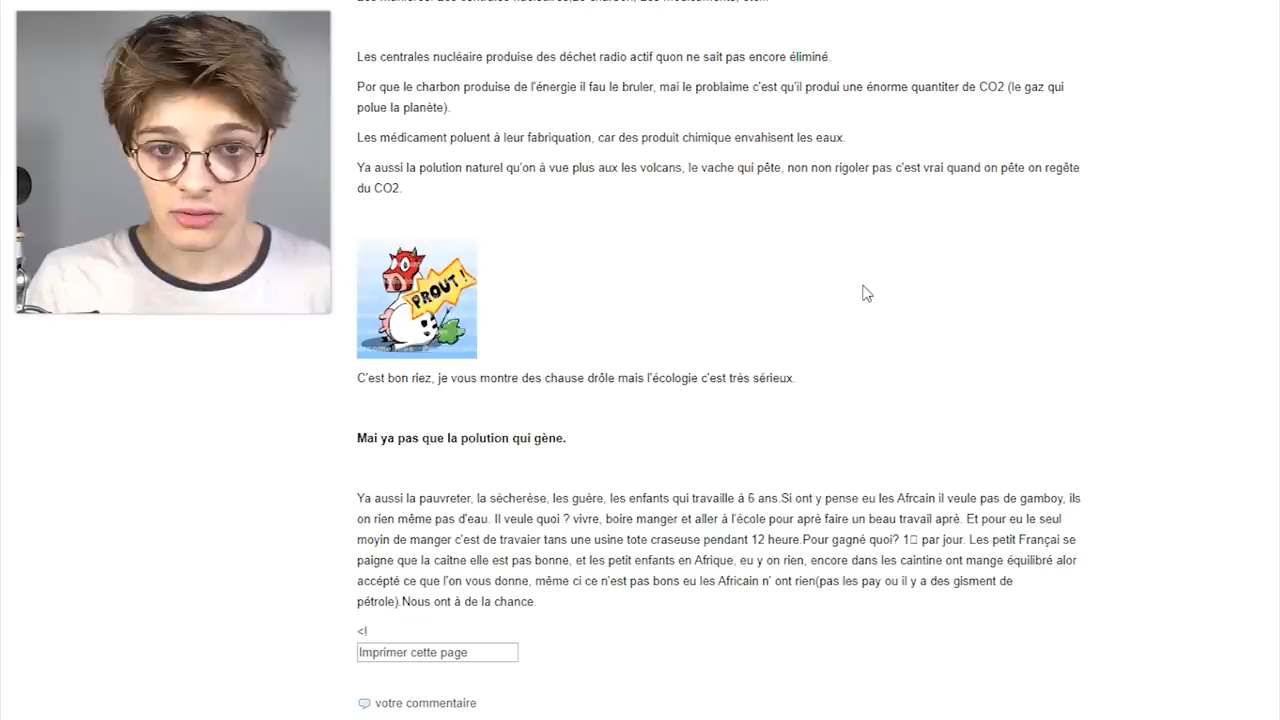 Les centrales nucléaire produise des déchet radio actif quon ne sait pas encore éliminé.
Por que le charbon produise de l'énergie il fau le bruler, mai le problaime c'est qu'il produi une énorme quantiter de CO2 (le gaz qui
polue la planète).
Les médicament poluent à leur fabriquation, car des produit chimique envahisent les eaux.
Ya aussi la polution naturel qu'on à vue plus aux les volcans, le vache qui pête, non non rigoler pas c'est vrai quand on pête on regête
du CO2.
PROUT !
C'est bon riez, je vous montre des chause drôle mais l'écologie c'est très sérieux.
Mai ya pas que la polution qui gène.
Ya aussi la pauvreter, la sècherèse, les guère, les enfants qui travaille à 6 ans.Si ont y pense eu les Afrcain il veule pas de gamboy, ils
on rien même pas d'eau. Il veule quoi ? vivre, boire manger et aller à l'école pour aprè faire un beau travail aprè. Et pour eu le seul
moyin de manger c'est de travaier tans une usine tote craseuse pendant 12 heure.Pour gagné quoi? 1□ par jour. Les petit Françai se
paigne que la caitne elle est pas bonne, et les petit enfants en Afrique, eu y on rien, encore dans les caintine ont mange équilibré alor
accépté ce que l'on vous donne, même ci ce n'est pas bons eu les Africain n' ont rien(pas les pay ou il y a des gisment de
pétrole).Nous ont à de la chance.
<!
Imprimer cette page
votre commentaire